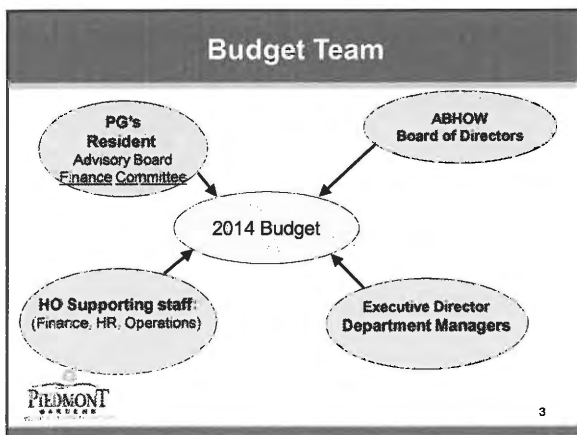 Budget Team
PG's
Resident
Advisory Board
Finance Committee
ABHOW
Board of Directors
2014 Budget
HO Supporting staff:
(Finance, HR, Operations)
Executive Director
Department Managers
PIEDMONT
GARDENS
3